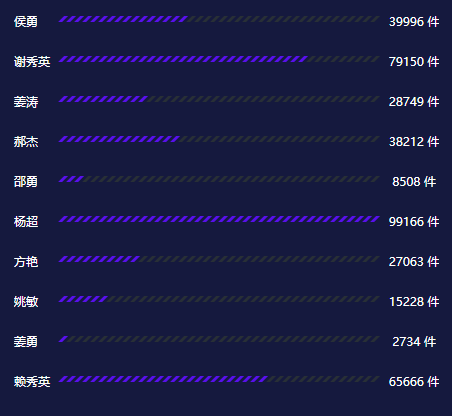 侯勇 39996 件
谢秀英 79150 件
姜涛 28749 件
郝杰 38212 件
邵勇 8508 件
杨超 99166 件
方艳 27063 件
姚敏 15228 件
姜勇 2734 件
赖秀英 65666 件